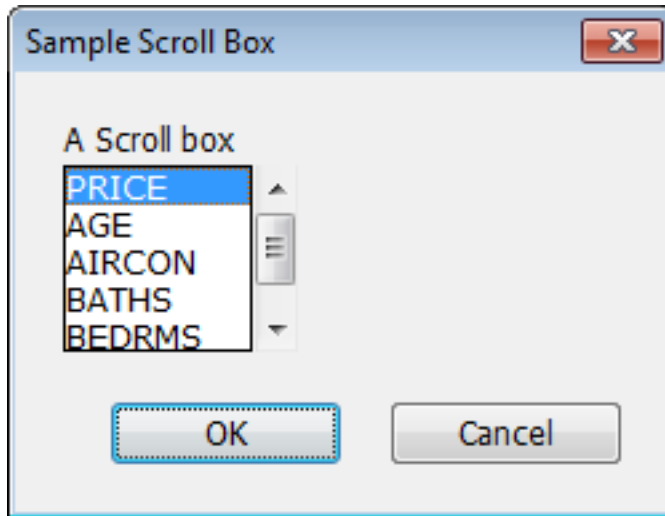 Sample Scroll Box
A Scroll box
PRICE
AGE
AIRCON
BATHS
BEDRMS
OK
Cancel